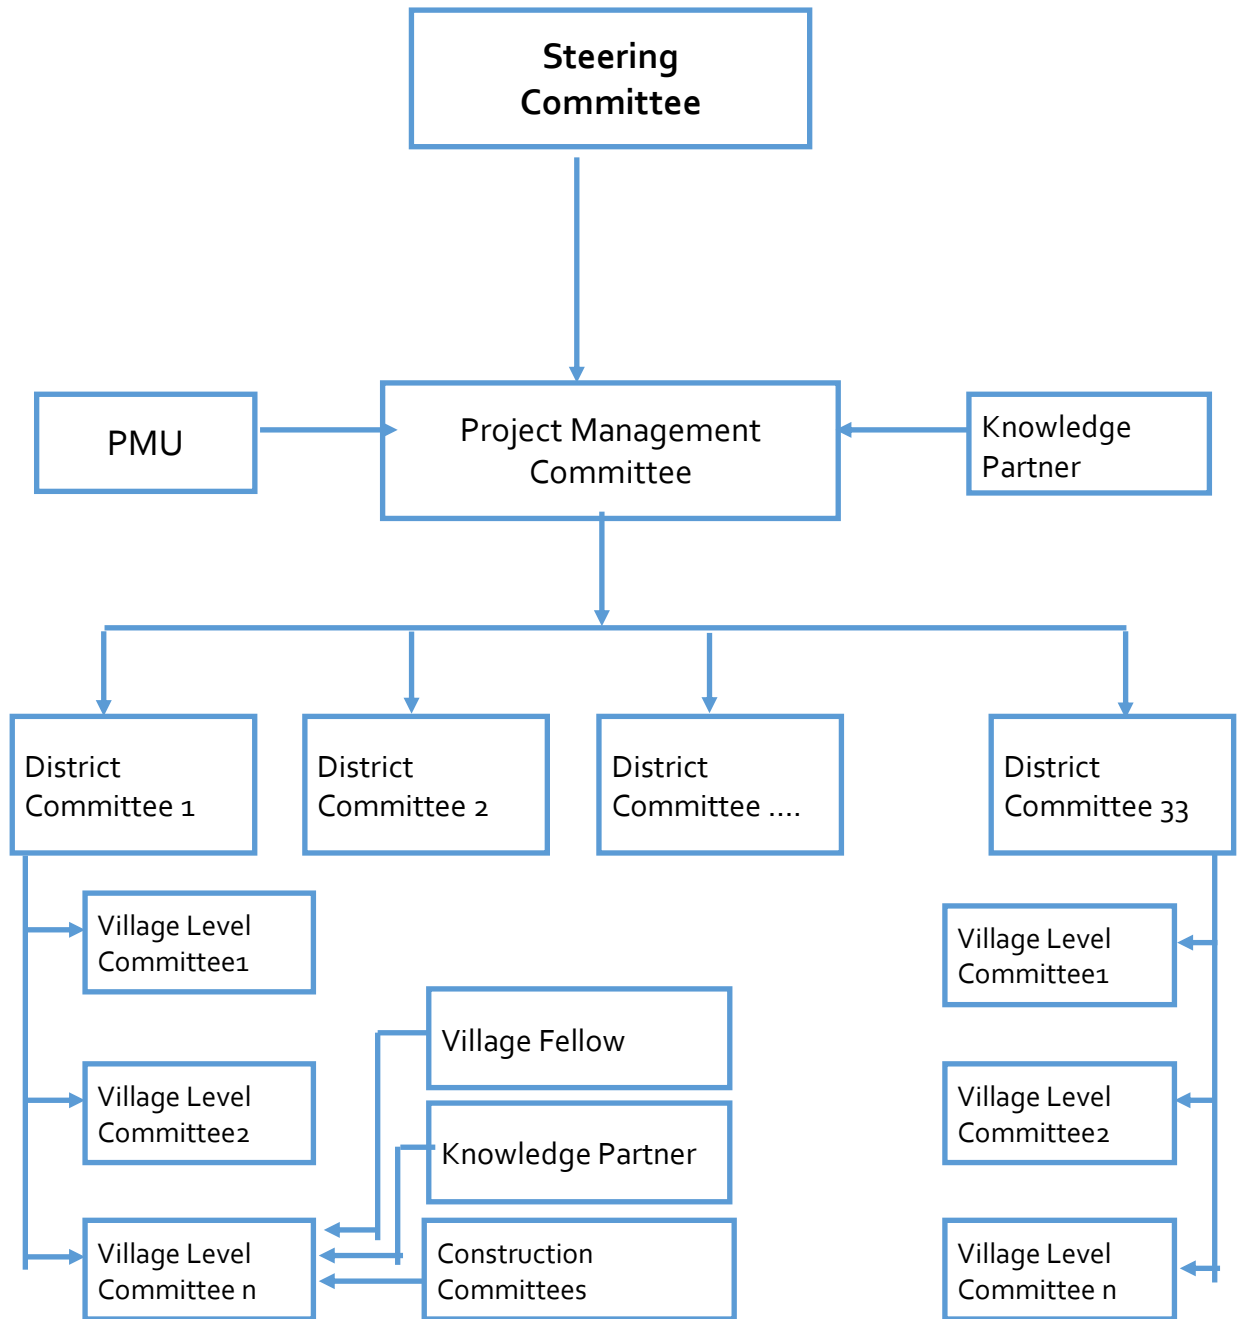 Steering
Committee
PMU
Project Management
Committee
Knowledge
Partner
District
Committee 1
District
Committee 2
District
Committee ....
District
Committee 33
Village Level
Committee1
Village Level
Committee2
Village Level
Committee n
Village Fellow
Knowledge Partner
Construction
Committees
Village Level
Committee1
Village Level
Committee2
Village Level
Committee n